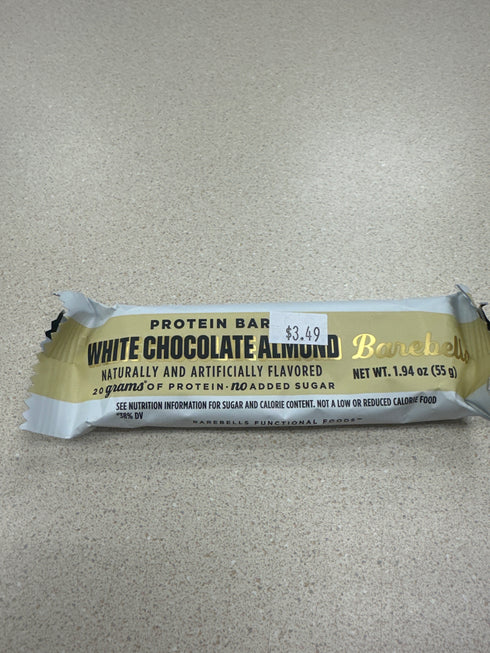 PROTEIN BAR
$3.49
WHITE CHOCOLATE ALMOND
Barebells
NATURALLY AND ARTIFICIALLY FLAVORED
NET WT. 1.94 oz (55 g)
20 grams* OF PROTEIN · no ADDED SUGAR
SEE NUTRITION INFORMATION FOR SUGAR AND CALORIE CONTENT. NOT A LOW OR REDUCED CALORIE FOOD
*38% DV
BAREBELLS FUNCTIONAL FOODS™